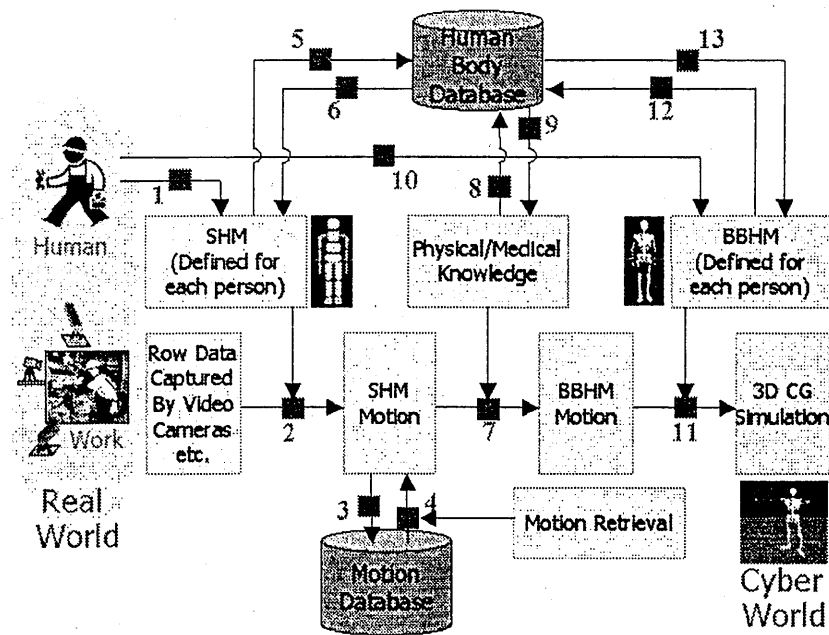 5
Human
Body
Database
13
6
12
9
1
10
8
Human
SHM
(Defined for
each person)
Physical/Medical
Knowledge
BBHM
(Defined for
each person)
Row Data
Captured
By Video
Cameras
etc.
SHM
Motion
BBHM
Motion
3D CG
Simulation
Work
2
7
11
Real
World
3
4
Motion Retrieval
Motion
Database
Cyber
World